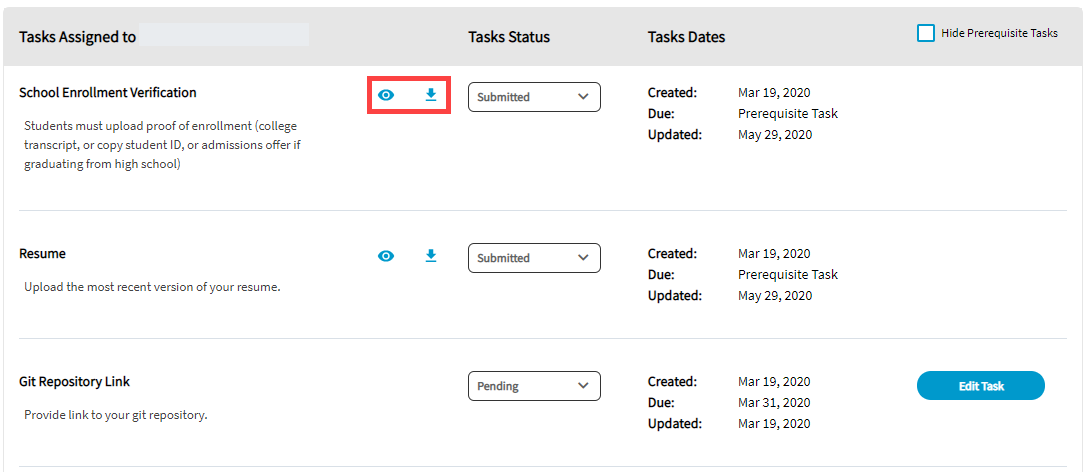 Tasks Assigned to
Tasks Status
Tasks Dates
Hide Prerequisite Tasks
School Enrollment Verification
Submitted
Created: Mar 19, 2020
Due: Prerequisite Task
Updated: May 29, 2020
Students must upload proof of enrollment (college
transcript, or copy student ID, or admissions offer if
graduating from high school)
Resume
Submitted
Created: Mar 19, 2020
Due: Prerequisite Task
Updated: May 29, 2020
Upload the most recent version of your resume.
Git Repository Link
Pending
Created: Mar 19, 2020
Due: Mar 31, 2020
Updated: Mar 19, 2020
Edit Task
Provide link to your git repository.